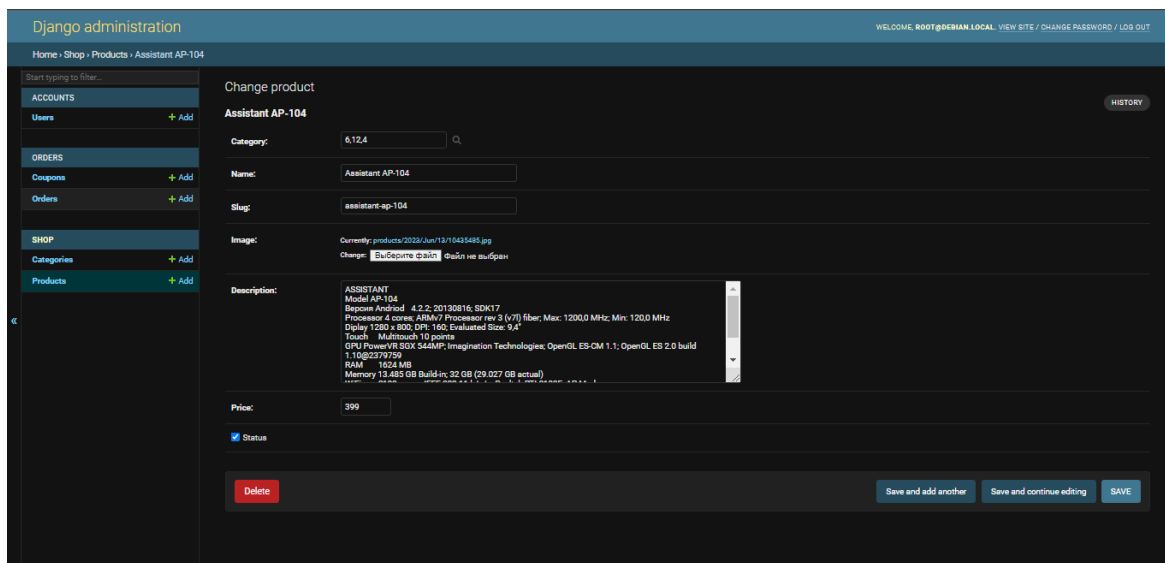 Django administration
WELCOME, ROOT@DEBIAN.LOCAL. VIEW SITE / CHANGE PASSWORD / LOG OUT
Home › Shop › Products › Assistant AP-104
Start typing to filter...
ACCOUNTS
Users + Add
ORDERS
Coupons + Add
Orders + Add
SHOP
Categories + Add
Products + Add
«
Change product
HISTORY
Assistant AP-104
Category: 6,12,4
Name: Assistant AP-104
Slug: assistant-ap-104
Image: Currently: products/2023/Jun/13/10435485.jpg
Change: Выберите файл Файл не выбран
Description: ASSISTANT
Model AP-104
Версия Andriod 4.2.2; 20130816; SDK17
Processor 4 cores; ARMv7 Processor rev 3 (v7l) fiber; Max: 1200,0 MHz; Min: 120,0 MHz
Diplay 1280 x 800; DPI: 160; Evaluated Size: 9,4"
Touch Multitouch 10 points
GPU PowerVR SGX 544MP; Imagination Technologies; OpenGL ES-CM 1.1; OpenGL ES 2.0 build
1.10@2379759
RAM 1624 MB
Memory 13.485 GB Build-in; 32 GB (29.027 GB actual)
Price: 399
Status
Delete
Save and add another
Save and continue editing
SAVE